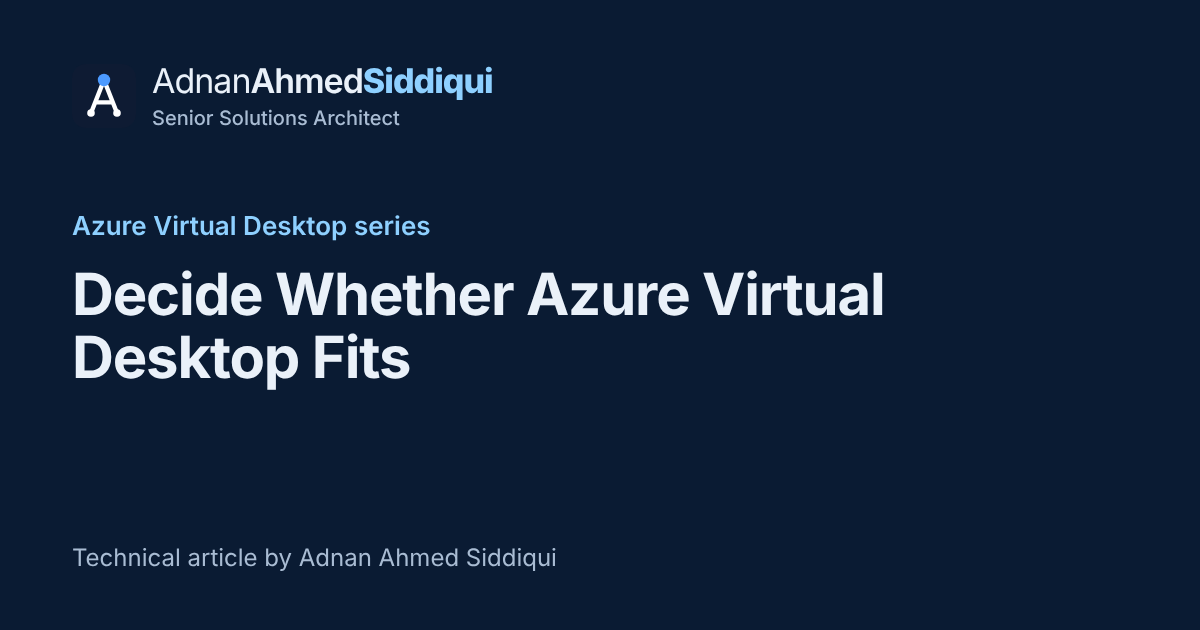 AdnanAhmedSiddiqui
Senior Solutions Architect
Azure Virtual Desktop series
Decide Whether Azure Virtual
Desktop Fits
Technical article by Adnan Ahmed Siddiqui